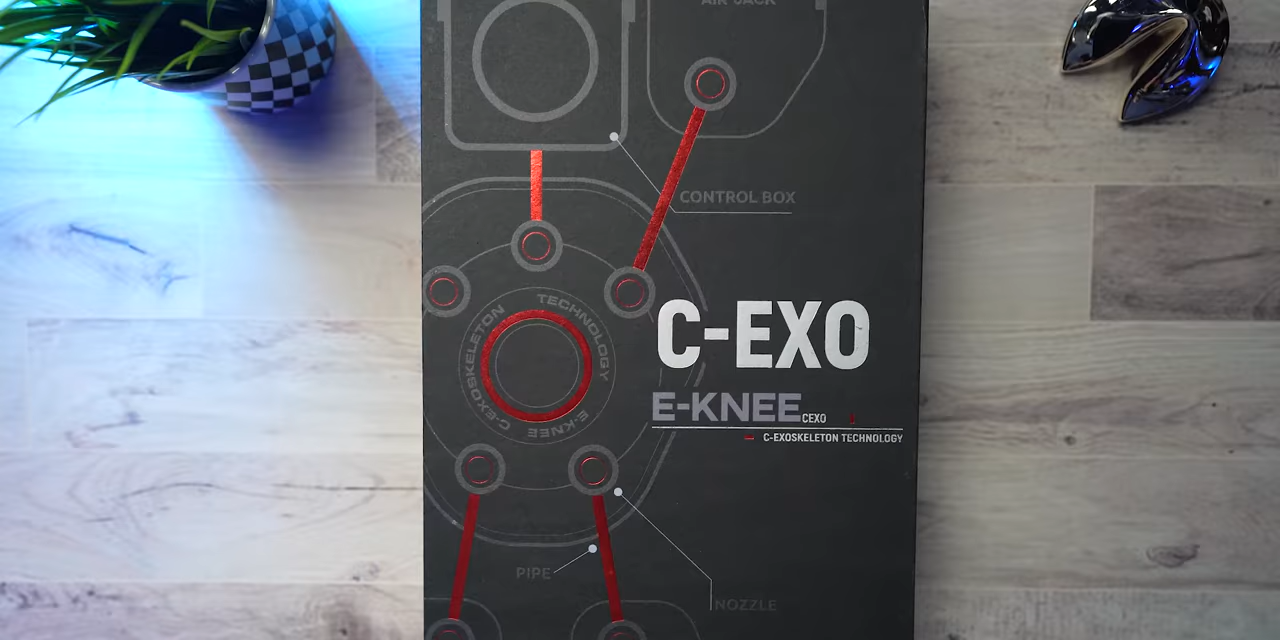 AIR JACK
CONTROL BOX
TECHNOLOGY
C-EXOSKELETON
E-KNEE
C-EXO
E-KNEE CEXO
C-EXOSKELETON TECHNOLOGY
PIPE
NOZZLE